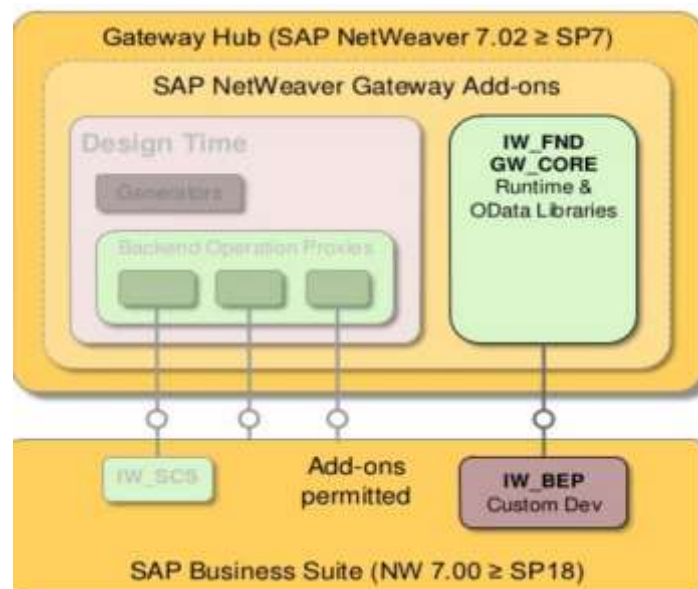 Gateway Hub (SAP NetWeaver 7.02 ≥ SP7)
SAP NetWeaver Gateway Add-ons
Design Time
Generators
Backend Operation Proxies
IW_FND
GW_CORE
Runtime &
OData Libraries
IW_SCS
Add-ons
permitted
IW_BEP
Custom Dev
SAP Business Suite (NW 7.00 ≥ SP18)